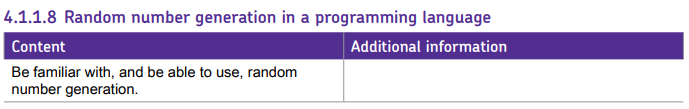 4.1.1.8 Random number generation in a programming language
Content
Additional information
Be familiar with, and be able to use, random
number generation.